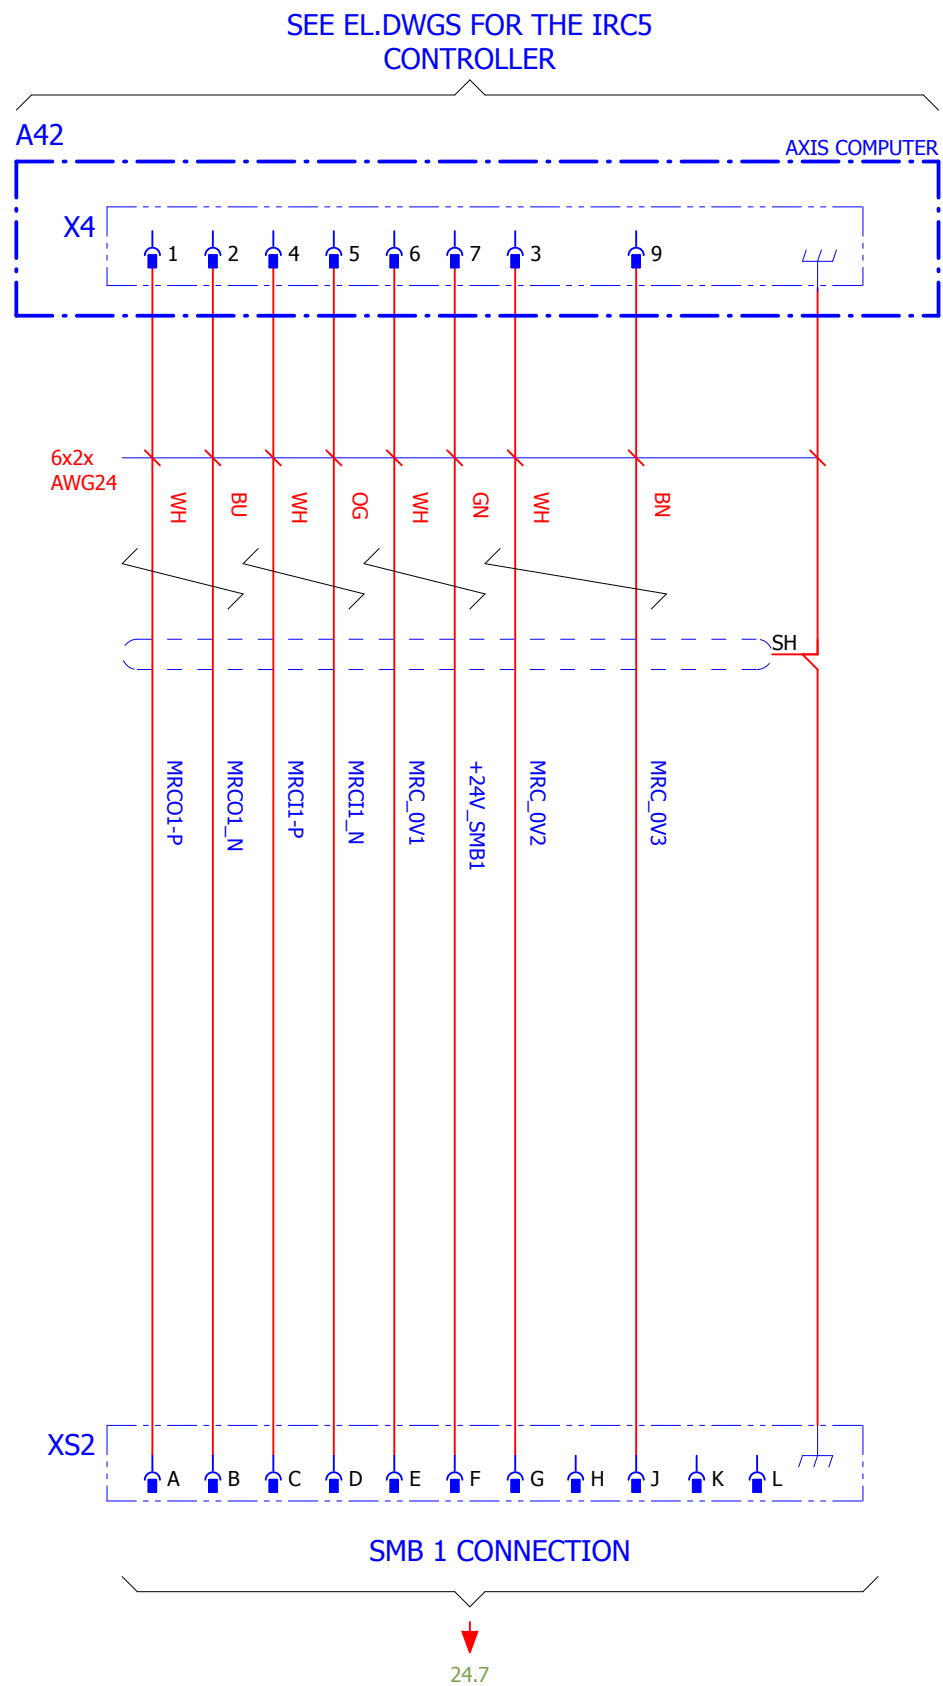 SEE EL.DWGS FOR THE IRC5
CONTROLLER
A42
AXIS COMPUTER
X4
1 2 4 5 6 7 3 9
6x2x
AWG24
WH BU WH OG WH GN WH BN
SH
MRCO1-P
MRCO1_N
MRCI1-P
MRCI1_N
MRC_0V1
+24V_SMB1
MRC_0V2
MRC_0V3
XS2
A B C D E F G H J K L
SMB 1 CONNECTION
24.7